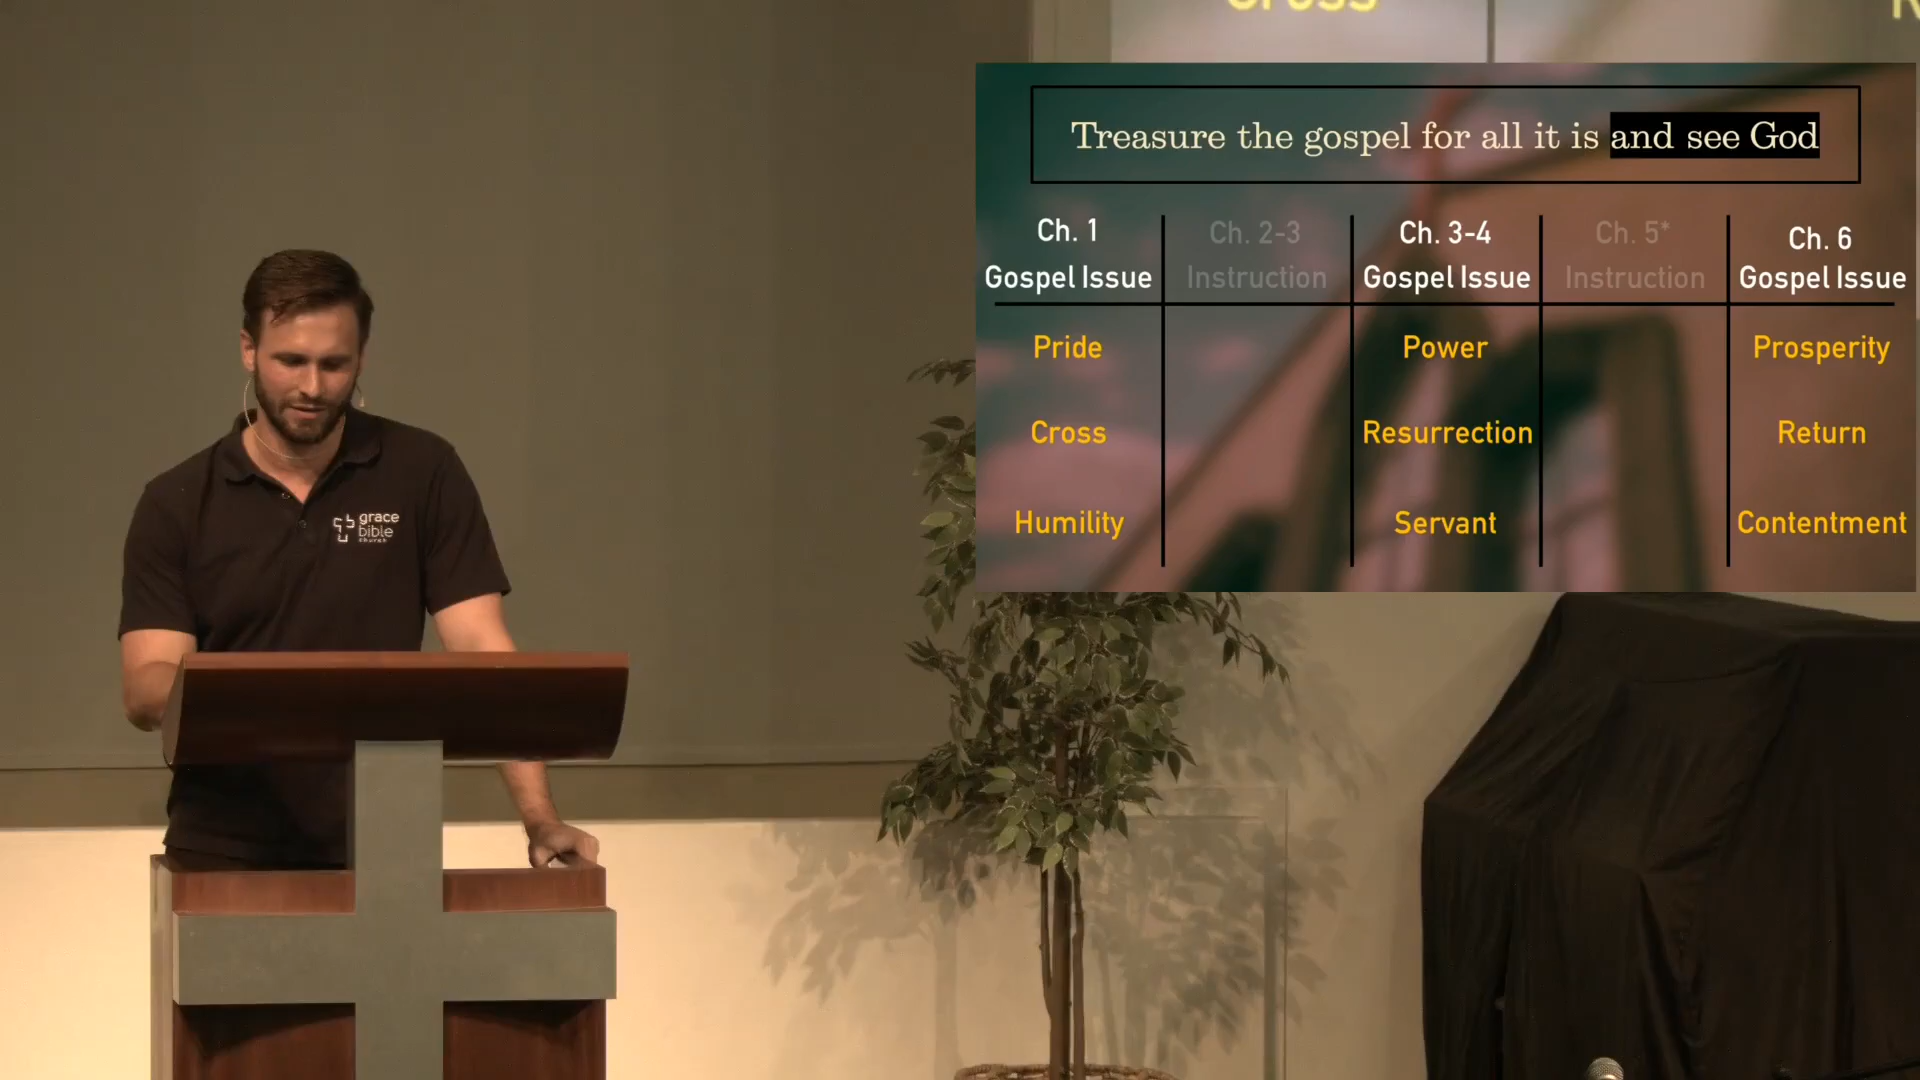 Cross
Treasure the gospel for all it is and see God
Ch. 1
Gospel Issue
Ch. 2-3
Instruction
Ch. 3-4
Gospel Issue
Ch. 5*
Instruction
Ch. 6
Gospel Issue
Pride
Power
Prosperity
Cross
Resurrection
Return
Humility
Servant
Contentment
grace
bible
church